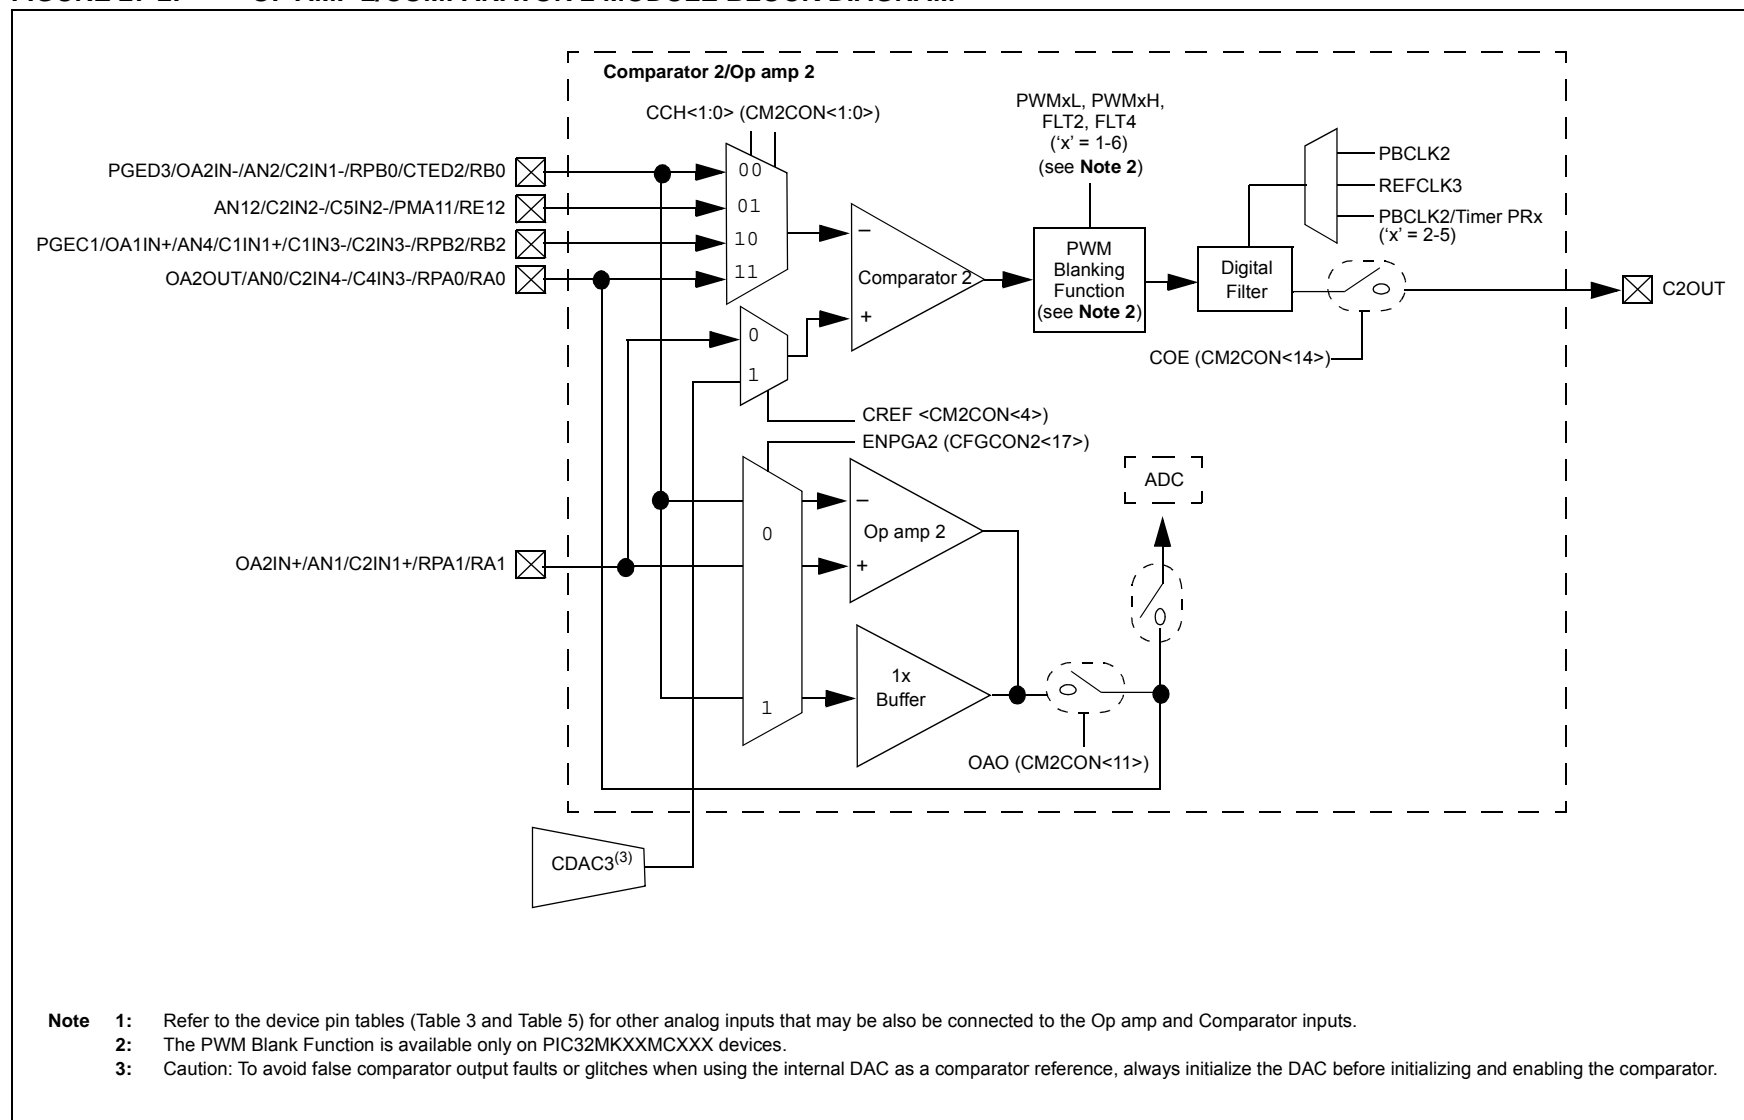 Comparator 2/Op amp 2
CCH<1:0> (CM2CON<1:0>)
PWMxL, PWMxH,
FLT2, FLT4
(‘x’ = 1-6)
(see Note 2)
PGED3/OA2IN-/AN2/C2IN1-/RPB0/CTED2/RB0
AN12/C2IN2-/C5IN2-/PMA11/RE12
PGEC1/OA1IN+/AN4/C1IN1+/C1IN3-/C2IN3-/RPB2/RB2
OA2OUT/AN0/C2IN4-/C4IN3-/RPA0/RA0
00
01
10
11
–
Comparator 2
+
PWM
Blanking
Function
(see Note 2)
Digital
Filter
PBCLK2
REFCLK3
PBCLK2/Timer PRx
(‘x’ = 2-5)
C2OUT
COE (CM2CON<14>)
0
1
CREF <CM2CON<4>)
ENPGA2 (CFGCON2<17>)
ADC
–
Op amp 2
+
0
OA2IN+/AN1/C2IN1+/RPA1/RA1
1
1x
Buffer
OAO (CM2CON<11>)
CDAC3(3)
Note 1: Refer to the device pin tables (Table 3 and Table 5) for other analog inputs that may be also be connected to the Op amp and Comparator inputs.
2: The PWM Blank Function is available only on PIC32MKXXMCXXX devices.
3: Caution: To avoid false comparator output faults or glitches when using the internal DAC as a comparator reference, always initialize the DAC before initializing and enabling the comparator.